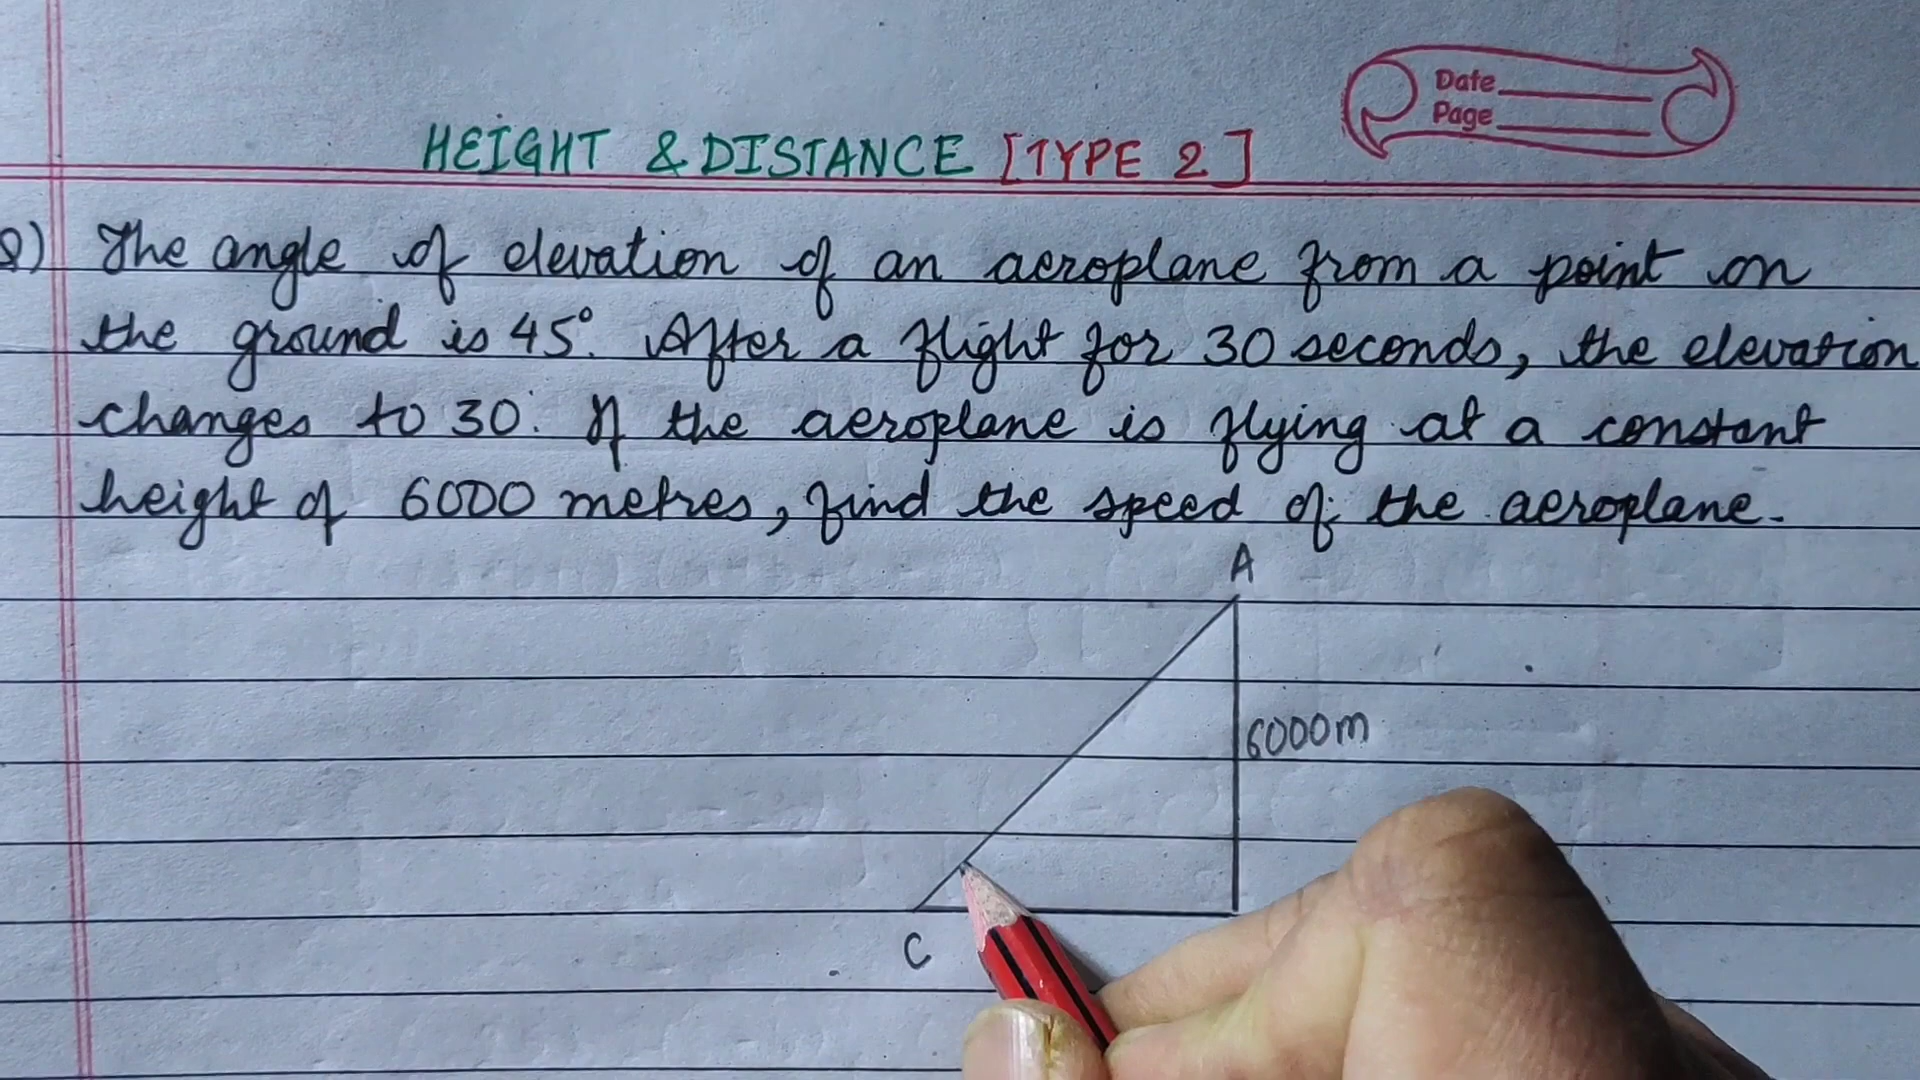 Date
Page
HEIGHT & DISTANCE [TYPE 2]
Q) The angle of elevation of an aeroplane from a point on
the ground is 45°. After a flight for 30 seconds, the elevation
changes to 30°. If the aeroplane is flying at a constant
height of 6000 metres, find the speed of the aeroplane.
A
6000m
C